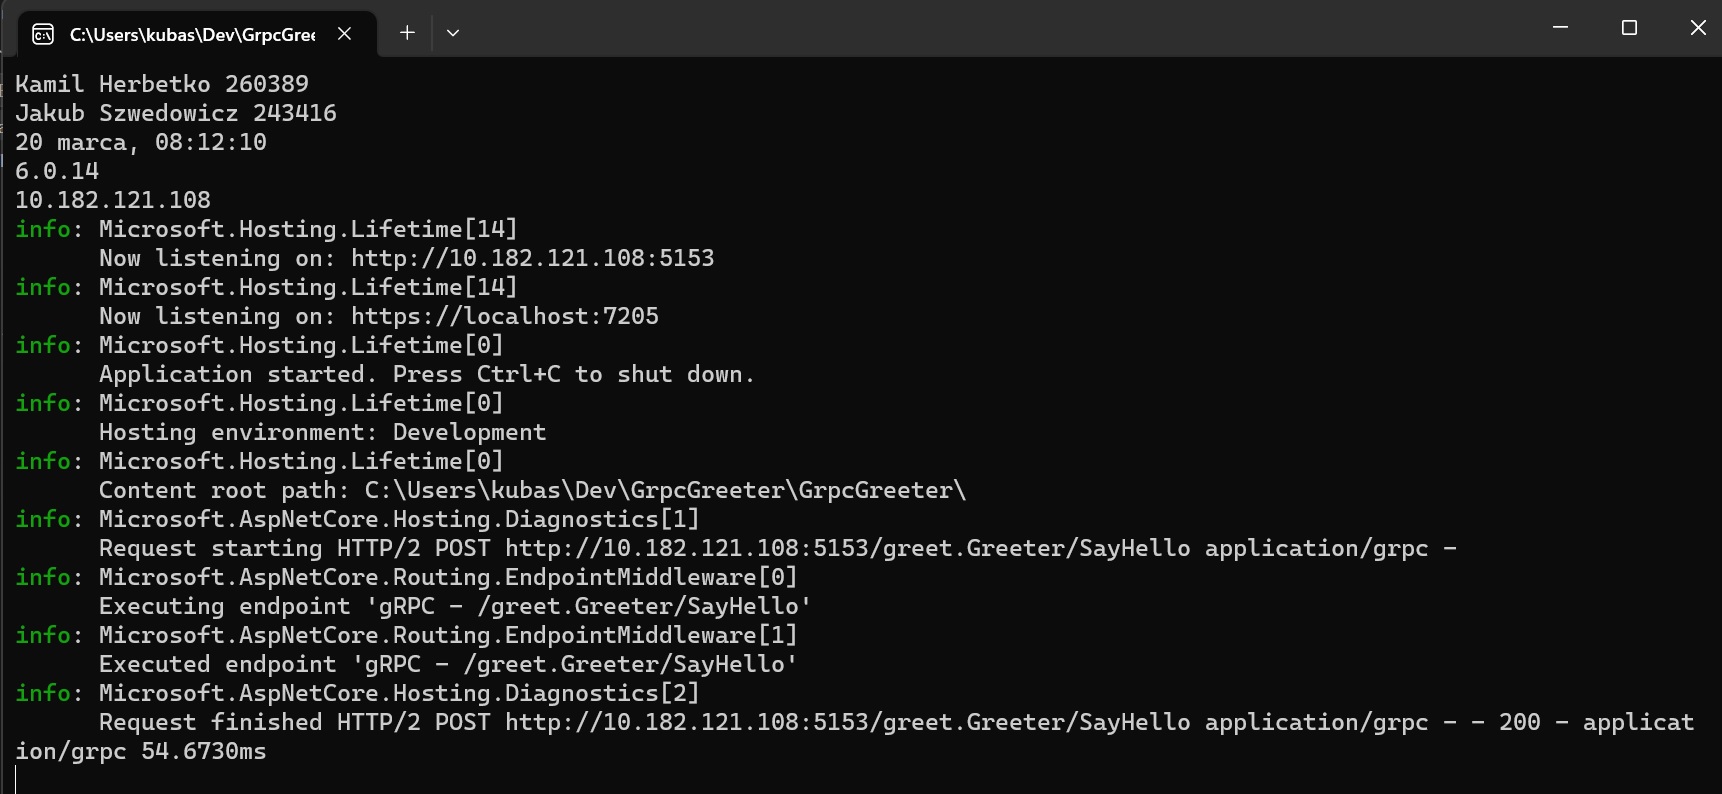 C:\Users\kubas\Dev\GrpcGree
Kamil Herbetko 260389
Jakub Szwedowicz 243416
20 marca, 08:12:10
6.0.14
10.182.121.108
info: Microsoft.Hosting.Lifetime[14]
Now listening on: http://10.182.121.108:5153
info: Microsoft.Hosting.Lifetime[14]
Now listening on: https://localhost:7205
info: Microsoft.Hosting.Lifetime[0]
Application started. Press Ctrl+C to shut down.
info: Microsoft.Hosting.Lifetime[0]
Hosting environment: Development
info: Microsoft.Hosting.Lifetime[0]
Content root path: C:\Users\kubas\Dev\GrpcGreeter\GrpcGreeter\
info: Microsoft.AspNetCore.Hosting.Diagnostics[1]
Request starting HTTP/2 POST http://10.182.121.108:5153/greet.Greeter/SayHello application/grpc -
info: Microsoft.AspNetCore.Routing.EndpointMiddleware[0]
Executing endpoint 'gRPC - /greet.Greeter/SayHello'
info: Microsoft.AspNetCore.Routing.EndpointMiddleware[1]
Executed endpoint 'gRPC - /greet.Greeter/SayHello'
info: Microsoft.AspNetCore.Hosting.Diagnostics[2]
Request finished HTTP/2 POST http://10.182.121.108:5153/greet.Greeter/SayHello application/grpc - - 200 - applicat
ion/grpc 54.6730ms